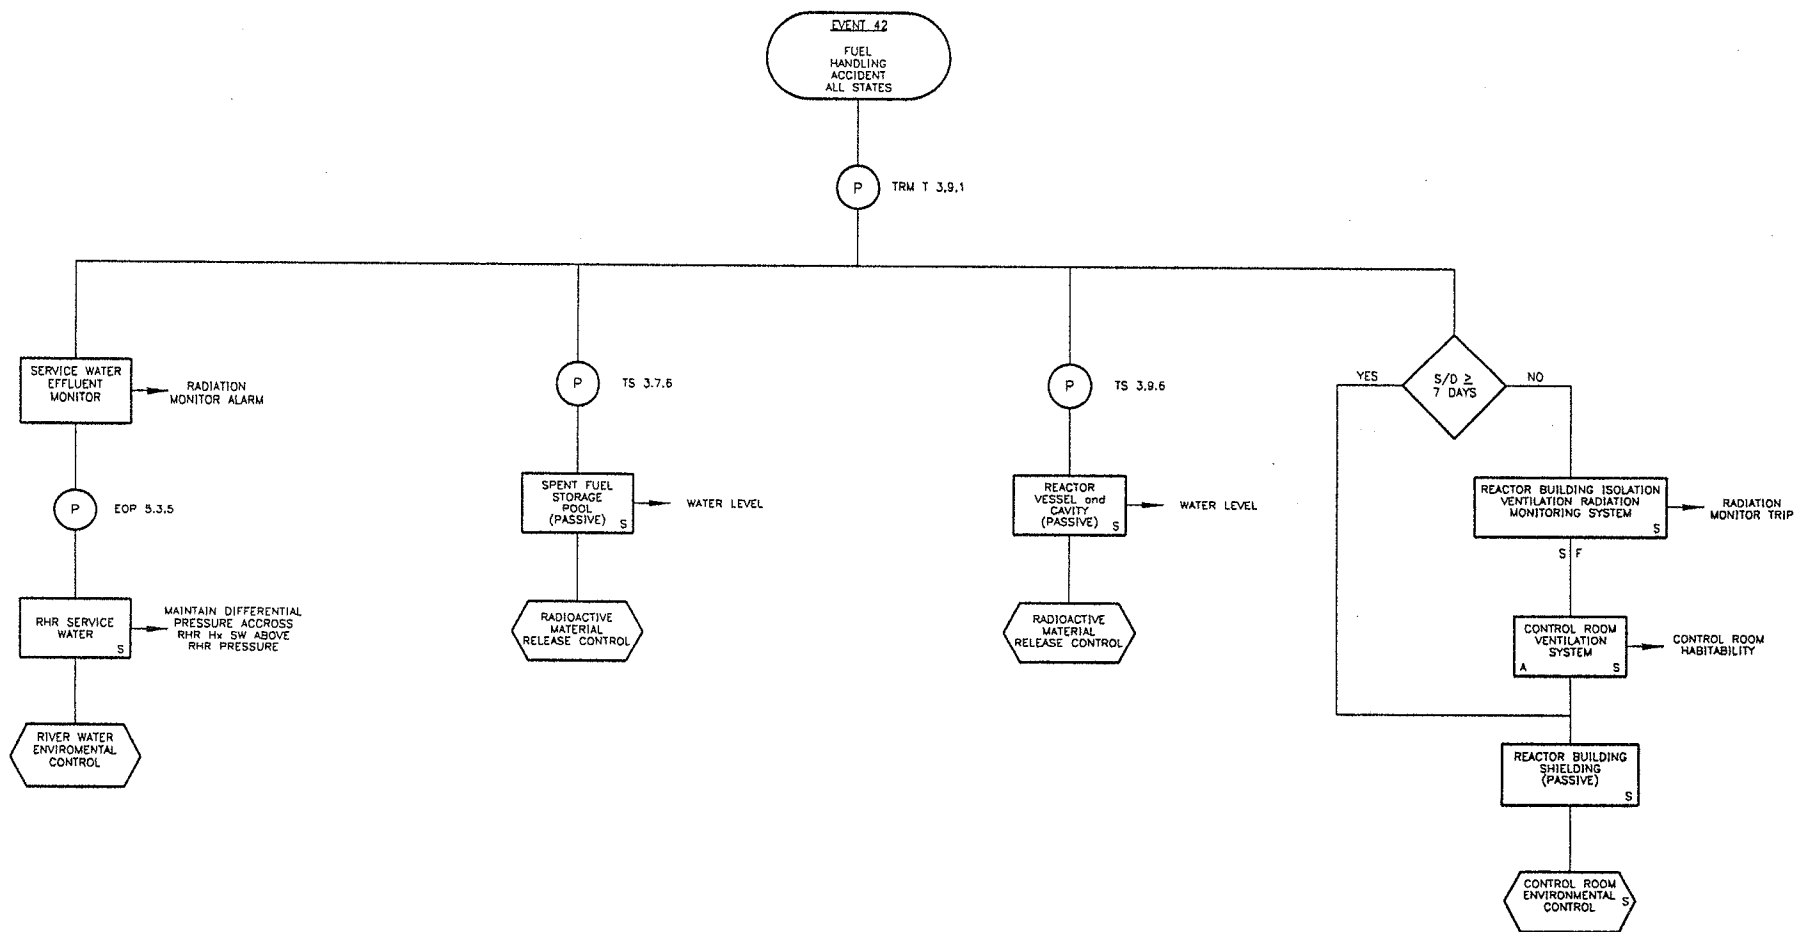 EVENT 42
FUEL
HANDLING
ACCIDENT
ALL STATES
P
TRM T 3.9.1
SERVICE WATER
EFFLUENT
MONITOR
RADIATION
MONITOR ALARM
P
EOP 5.3.5
RHR SERVICE
WATER
S
MAINTAIN DIFFERENTIAL
PRESSURE ACCROSS
RHR Hx SW ABOVE
RHR PRESSURE
RIVER WATER
ENVIROMENTAL
CONTROL
P
TS 3.7.6
SPENT FUEL
STORAGE
POOL
(PASSIVE)
S
WATER LEVEL
RADIOACTIVE
MATERIAL
RELEASE CONTROL
P
TS 3.9.6
REACTOR
VESSEL and
CAVITY
(PASSIVE)
S
WATER LEVEL
RADIOACTIVE
MATERIAL
RELEASE CONTROL
YES
S/D ≥
7 DAYS
NO
REACTOR BUILDING ISOLATION
VENTILATION RADIATION
MONITORING SYSTEM
S
RADIATION
MONITOR TRIP
S F
CONTROL ROOM
VENTILATION
SYSTEM
A S
CONTROL ROOM
HABITABILITY
REACTOR BUILDING
SHIELDING
(PASSIVE)
S
CONTROL ROOM
ENVIRONMENTAL
CONTROL
S